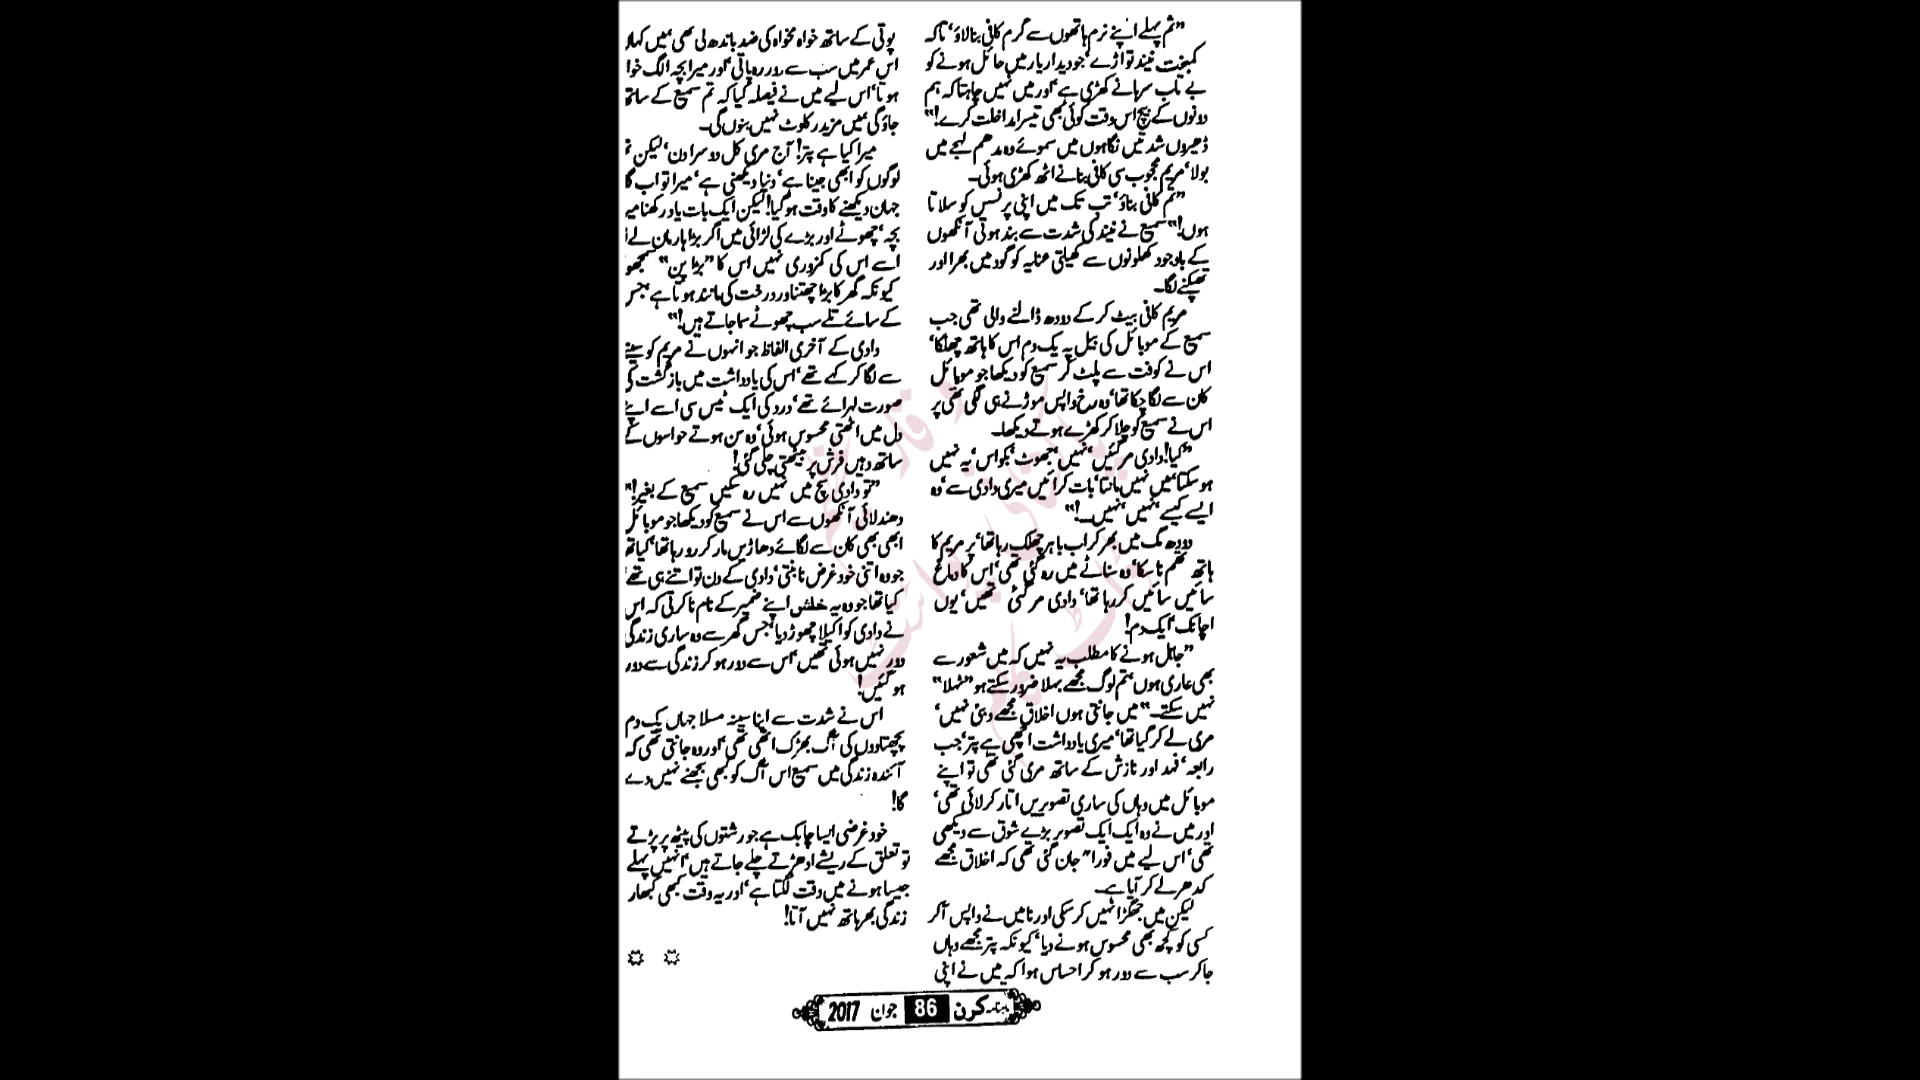 ”تم پہلے اپنے نرم ہاتھوں سے گرم کافی بنا لاؤ‘ تاکہ
کمبخت نیند تو اڑے‘ جو دیدار یار میں حائل ہونے کو
بے تاب سرہانے کھڑی ہے‘ اور میں نہیں چاہتا کہ ہم
دونوں کے بیچ اس وقت کوئی بھی تیسرا مداخلت کرے!“
ڈھیروں شدتیں نگاہوں میں سموئے وہ مدھم لہجے میں
بولا‘ مریم محجوب سی کافی بنانے اٹھ کھڑی ہوئی۔
”تم کافی بناؤ‘ تب تک میں اپنی پرنسس کو سلاتا
ہوں!“ سمیع نے نیند کی شدت سے بند ہوتی آنکھوں
کے باوجود کھلونوں سے کھیلتی عنایہ کو گود میں بھرا اور
تھپکنے لگا۔
مریم کافی بیٹ کر کے دودھ ڈالنے والی تھی جب
سمیع کے موبائل کی بیل پہ یک دم اس کا ہاتھ چھلکا‘
اس نے کوفت سے پلٹ کر سمیع کو دیکھا جو موبائل
کان سے لگا چکا تھا‘ وہ رخ واپس موڑنے ہی لگی تھی پر
اس نے سمیع کو چلا کر کھڑے ہوتے دیکھا۔
”کیا! دادی مر گئیں‘ نہیں‘ جھوٹ‘ بکواس‘ یہ نہیں
ہو سکتا‘ میں نہیں مانتا‘ بات کرائیں میری دادی سے‘ وہ
ایسے کیسے‘ نہیں‘ نہیں۔!“
دودھ مگ میں بھر کر اب باہر چھلک رہا تھا‘ پر مریم کا
ہاتھ تھم نا سکا‘ وہ سناٹے میں رہ گئی تھی‘ اس کا دماغ
سائیں سائیں کر رہا تھا‘ دادی مر گئی تھیں‘ یوں
اچانک‘ ایک دم!
”جاہل ہونے کا مطلب یہ نہیں کہ میں شعور سے
بھی عاری ہوں‘ تم لوگ مجھے بہلا ضرور سکتے ہو ”ٹہلا“
نہیں سکتے۔“ میں جانتی ہوں اخلاق مجھے دبئی نہیں‘
مری لے کر گیا تھا‘ میری یادداشت اچھی ہے پتر‘ جب
رابعہ‘ فہد اور نازش کے ساتھ مری گئی تھی تو اپنے
موبائل میں وہاں کی ساری تصویریں اتار کر لائی تھی‘
اور میں نے وہ ایک ایک تصویر بڑے شوق سے دیکھی
تھی‘ اس لیے میں فورا” جان گئی تھی کہ اخلاق مجھے
کدھر لے کر آیا ہے۔
لیکن میں جھگڑا نہیں کر سکی اور نا میں نے واپس آکر
کسی کو کچھ بھی محسوس ہونے دیا‘ کیونکہ پتر مجھے وہاں
جا کر سب سے دور ہو کر احساس ہوا کہ میں نے اپنی
پوتی کے ساتھ خواہ مخواہ کی ضد باندھ لی تھی‘ میں کہاں
اس عمر میں سب سے دور رہ پاتی‘ اور میرا بچہ الگ خوا
ہوتا‘ اس لیے میں نے فیصلہ کیا کہ تم سمیع کے ساتھ
جاؤ گی‘ میں مزید رکاوٹ نہیں بنوں گی۔
میرا کیا ہے پتر! آج مری کل دوسرا دن‘ لیکن
لوگوں کو ابھی جینا ہے‘ دنیا دیکھنی ہے‘ میرا تو اب
جہان دیکھنے کا وقت ہو گیا! لیکن ایک بات یاد رکھنا
بچہ‘ چھوٹے اور بڑے کی لڑائی میں اگر بڑا ہار مان لے
اسے اس کی کمزوری نہیں اس کا ”بڑا پن“ سمجھو
کیونکہ گھر کا بڑا چھتناور درخت کی مانند ہوتا ہے‘ جس
کے سائے تلے سب چھوٹے سما جاتے ہیں!“
دادی کے آخری الفاظ جو انہوں نے مریم کو سینے
سے لگا کر کہے تھے‘ اس کی یادداشت میں بازگشت کی
صورت لہرائے تھے‘ درد کی ایک ٹیس سی اسے اپنے
دل میں اٹھتی محسوس ہوئی‘ وہ سن ہوتے حواسوں کے
ساتھ وہیں فرش پر بیٹھتی چلی گئی!
”تو دادی سچ میں نہیں رہ سکیں سمیع کے بغیر!“
دھندلائی آنکھوں سے اس نے سمیع کو دیکھا جو موبائل
ابھی بھی کان سے لگائے دھاڑیں مار کر رو رہا تھا‘ کیا تھا
جو وہ اتنی خود غرض نا بنتی‘ دادی کے دن تو اتنے ہی تھے
کیا تھا جو وہ یہ خلش اپنے ضمیر کے نام نا کرتی کہ اس
نے دادی کو اکیلا چھوڑ دیا‘ جس گھر سے وہ ساری زندگی
دور نہیں ہوئی تھیں‘ اس سے دور ہو کر زندگی سے دور
ہو گئیں!
اس نے شدت سے اپنا سینہ مسلا جہاں یک دم
پچھتاووں کی آگ بھڑک اٹھی تھی‘ اور وہ جانتی تھی کہ
آئندہ زندگی میں سمیع اس آگ کو کبھی بجھنے نہیں دے
گا!
خود غرضی ایسا چابک ہے جو رشتوں کی پیٹھ پر پڑتے
تو تعلق کے ریشے ادھڑتے چلے جاتے ہیں‘ انہیں پہلے
جیسا ہونے میں وقت لگتا ہے‘ اور یہ وقت کبھی کبھار
زندگی بھر ہاتھ نہیں آتا!
ماہنامہ کرن 86 جون 2017